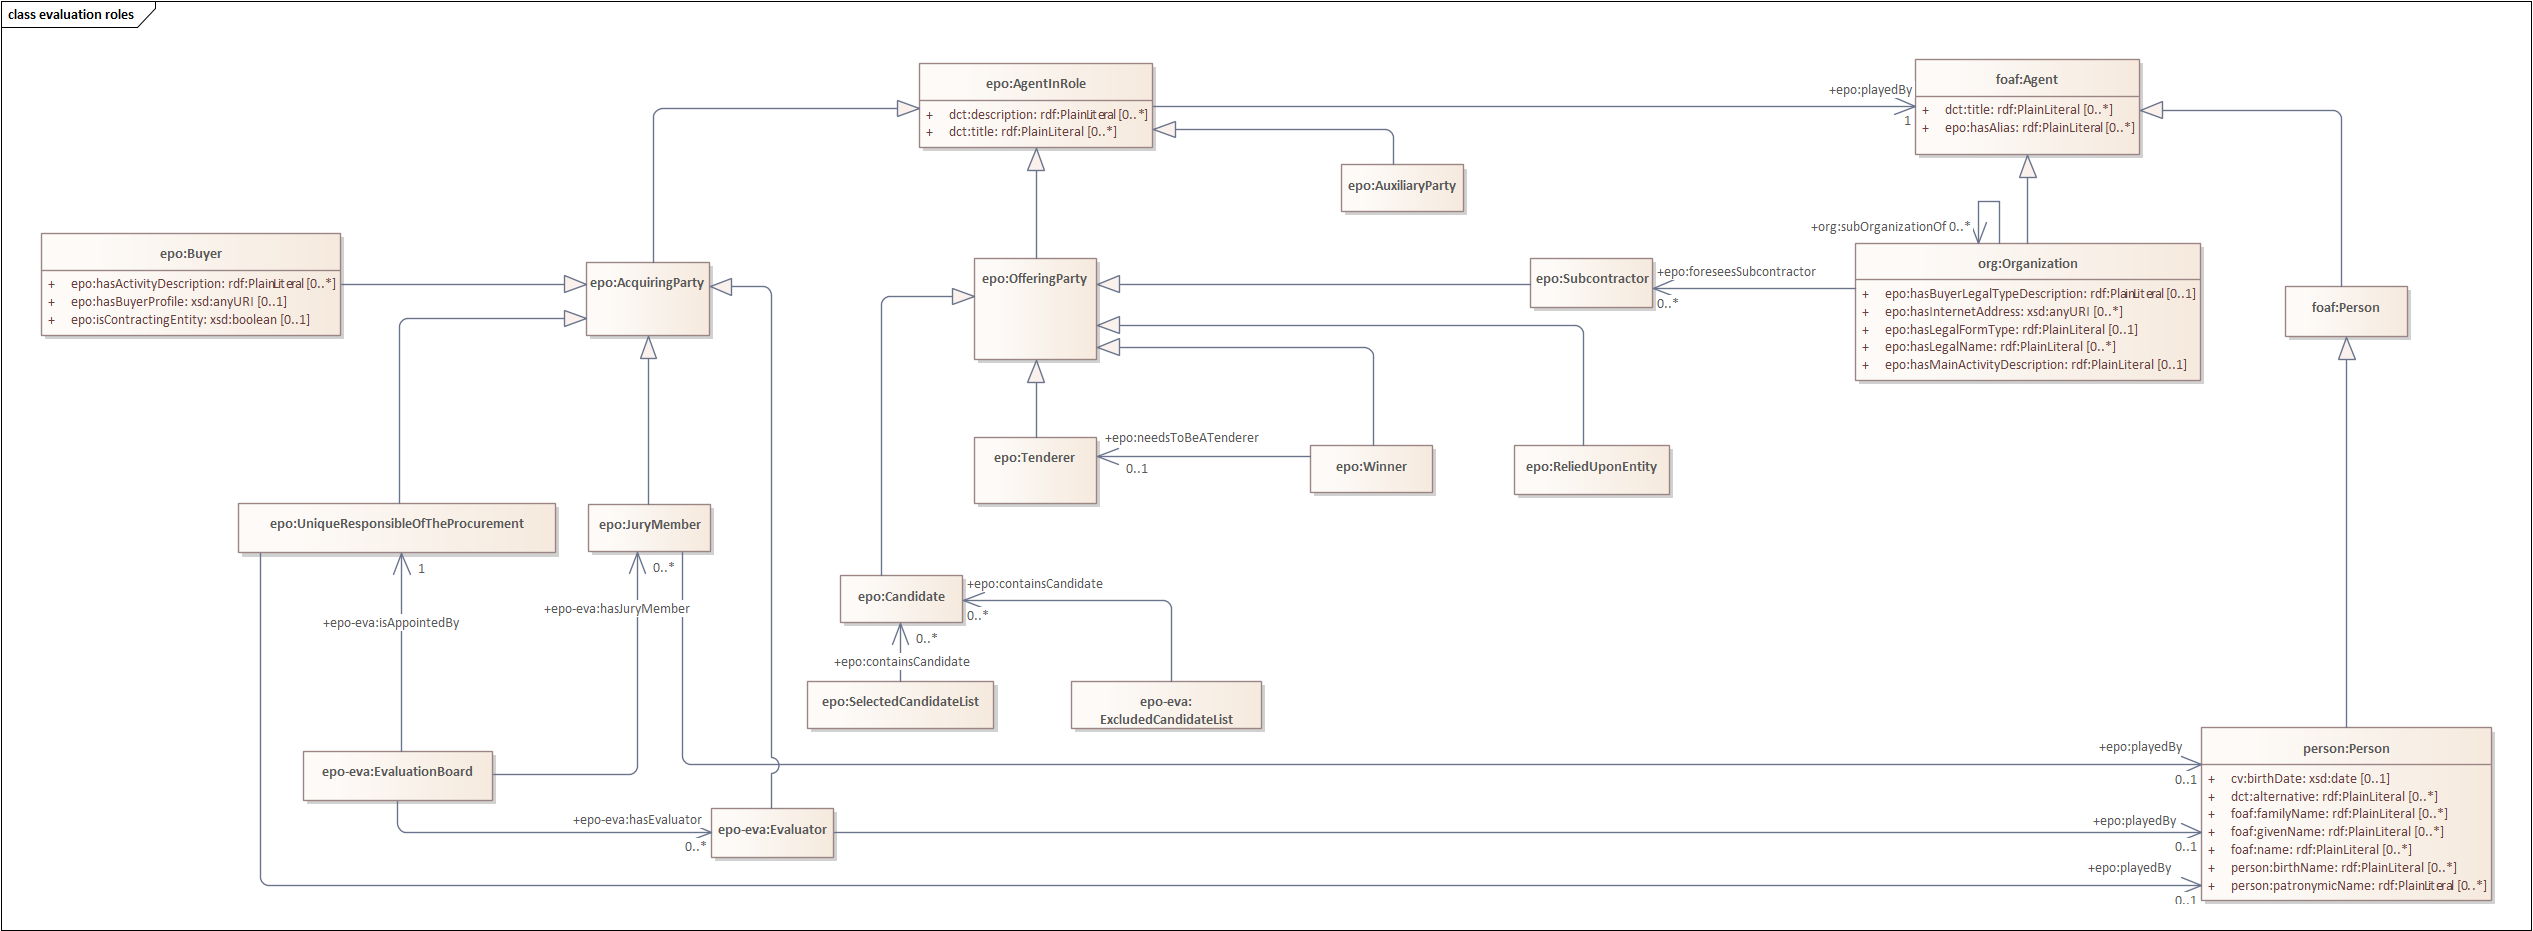 class evaluation roles
epo:AgentInRole
+ dct:description: rdf:PlainLiteral [0..*]
+ dct:title: rdf:PlainLiteral [0..*]
+epo:playedBy
1
foaf:Agent
+ dct:title: rdf:PlainLiteral [0..*]
+ epo:hasAlias: rdf:PlainLiteral [0..*]
epo:AuxiliaryParty
+org:subOrganizationOf 0..*
epo:Buyer
+ epo:hasActivityDescription: rdf:PlainLiteral [0..*]
+ epo:hasBuyerProfile: xsd:anyURI [0..1]
+ epo:isContractingEntity: xsd:boolean [0..1]
epo:AcquiringParty
epo:OfferingParty
epo:Subcontractor
+epo:foreseesSubcontractor
0..*
org:Organization
+ epo:hasBuyerLegalTypeDescription: rdf:PlainLiteral [0..1]
+ epo:hasInternetAddress: xsd:anyURI [0..*]
+ epo:hasLegalFormType: rdf:PlainLiteral [0..1]
+ epo:hasLegalName: rdf:PlainLiteral [0..*]
+ epo:hasMainActivityDescription: rdf:PlainLiteral [0..1]
foaf:Person
epo:Tenderer
+epo:needsToBeATenderer
0..1
epo:Winner
epo:ReliedUponEntity
epo:UniqueResponsibleOfTheProcurement
epo:JuryMember
1
0..*
+epo-eva:hasJuryMember
+epo-eva:isAppointedBy
epo:Candidate
+epo:containsCandidate
0..*
0..*
+epo:containsCandidate
epo:SelectedCandidateList
epo-eva:
ExcludedCandidateList
epo-eva:EvaluationBoard
+epo-eva:hasEvaluator
0..*
epo-eva:Evaluator
+epo:playedBy
0..1
+epo:playedBy
0..1
+epo:playedBy
0..1
person:Person
+ cv:birthDate: xsd:date [0..1]
+ dct:alternative: rdf:PlainLiteral [0..*]
+ foaf:familyName: rdf:PlainLiteral [0..*]
+ foaf:givenName: rdf:PlainLiteral [0..*]
+ foaf:name: rdf:PlainLiteral [0..*]
+ person:birthName: rdf:PlainLiteral [0..*]
+ person:patronymicName: rdf:PlainLiteral [0..*]